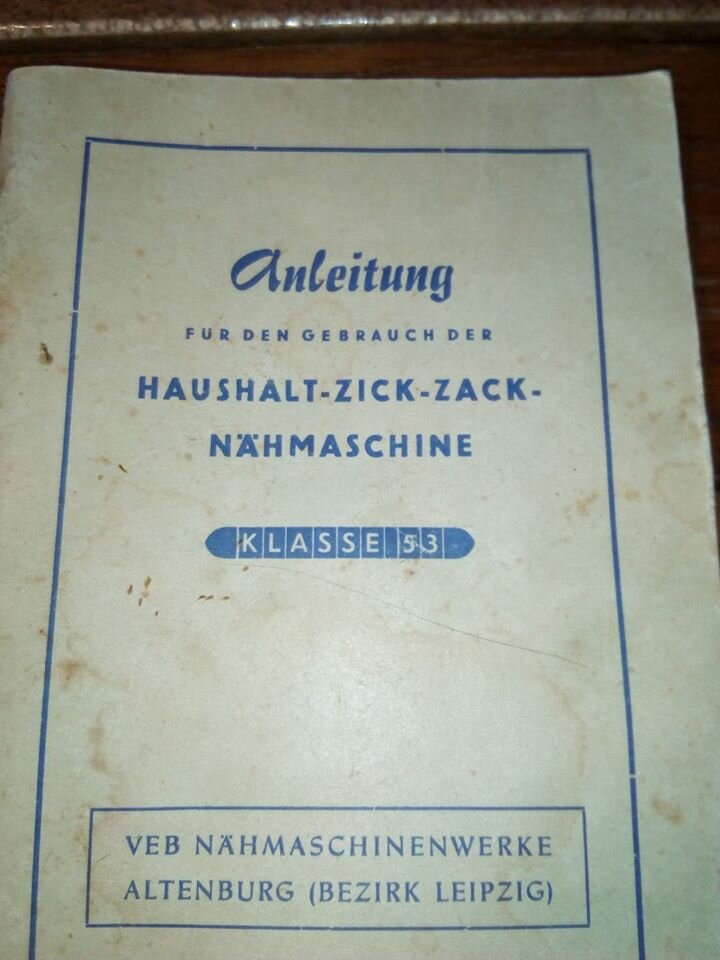 Anleitung
FÜR DEN GEBRAUCH DER
HAUSHALT-ZICK-ZACK-
NÄHMASCHINE
KLASSE 53
VEB NÄHMASCHINENWERKE
ALTENBURG (BEZIRK LEIPZIG)